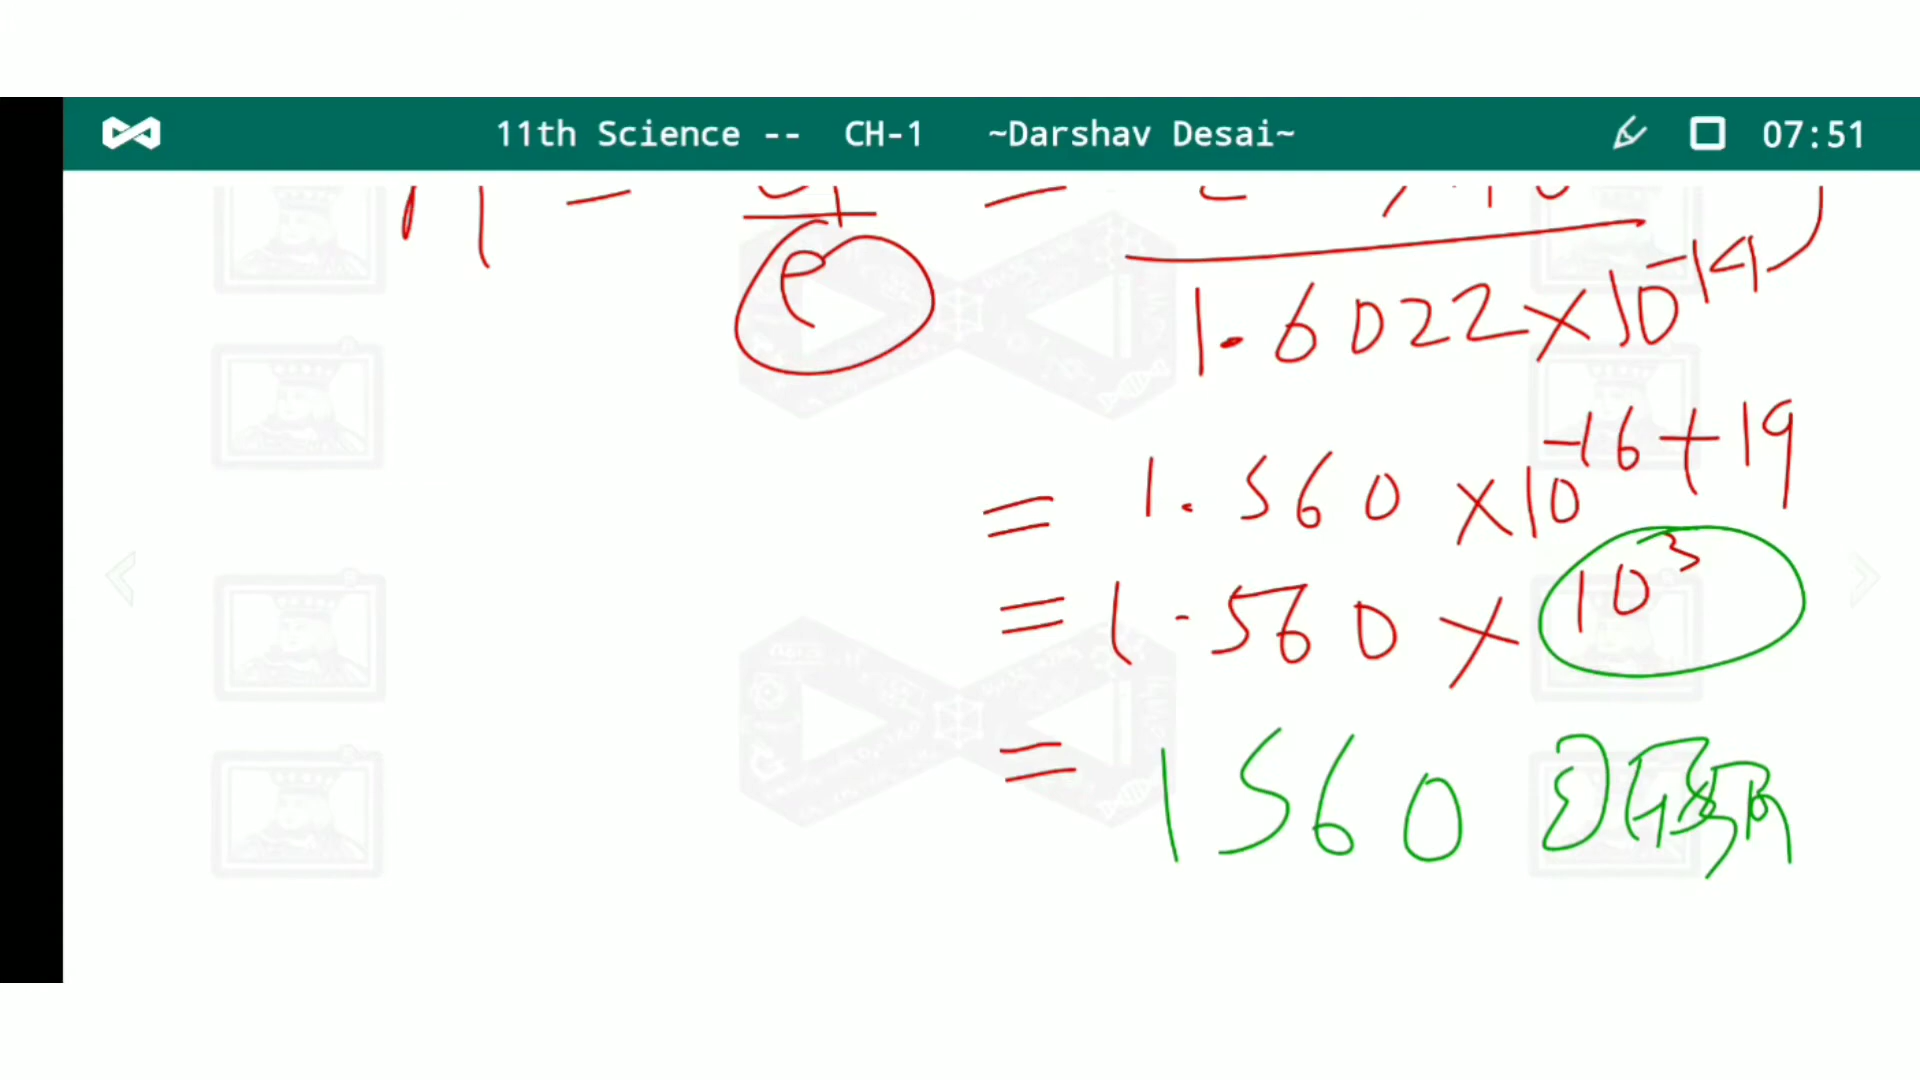 11th Science -- CH-1 ~Darshav Desai~ 07:51
n = q =
e 1.6022×10⁻¹⁹
= 1.560 ×10⁻¹⁶⁺¹⁹
= 1.560 × 10³
= 1560